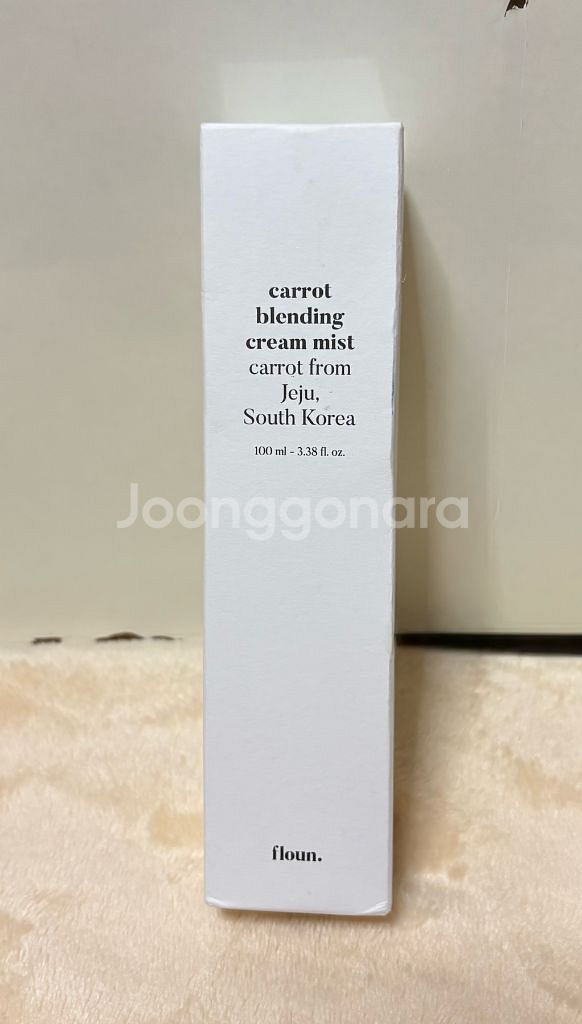 carrot
blending
cream mist
carrot from
Jeju,
South Korea
100 ml - 3.38 fl. oz.
Joonggonara
floun.